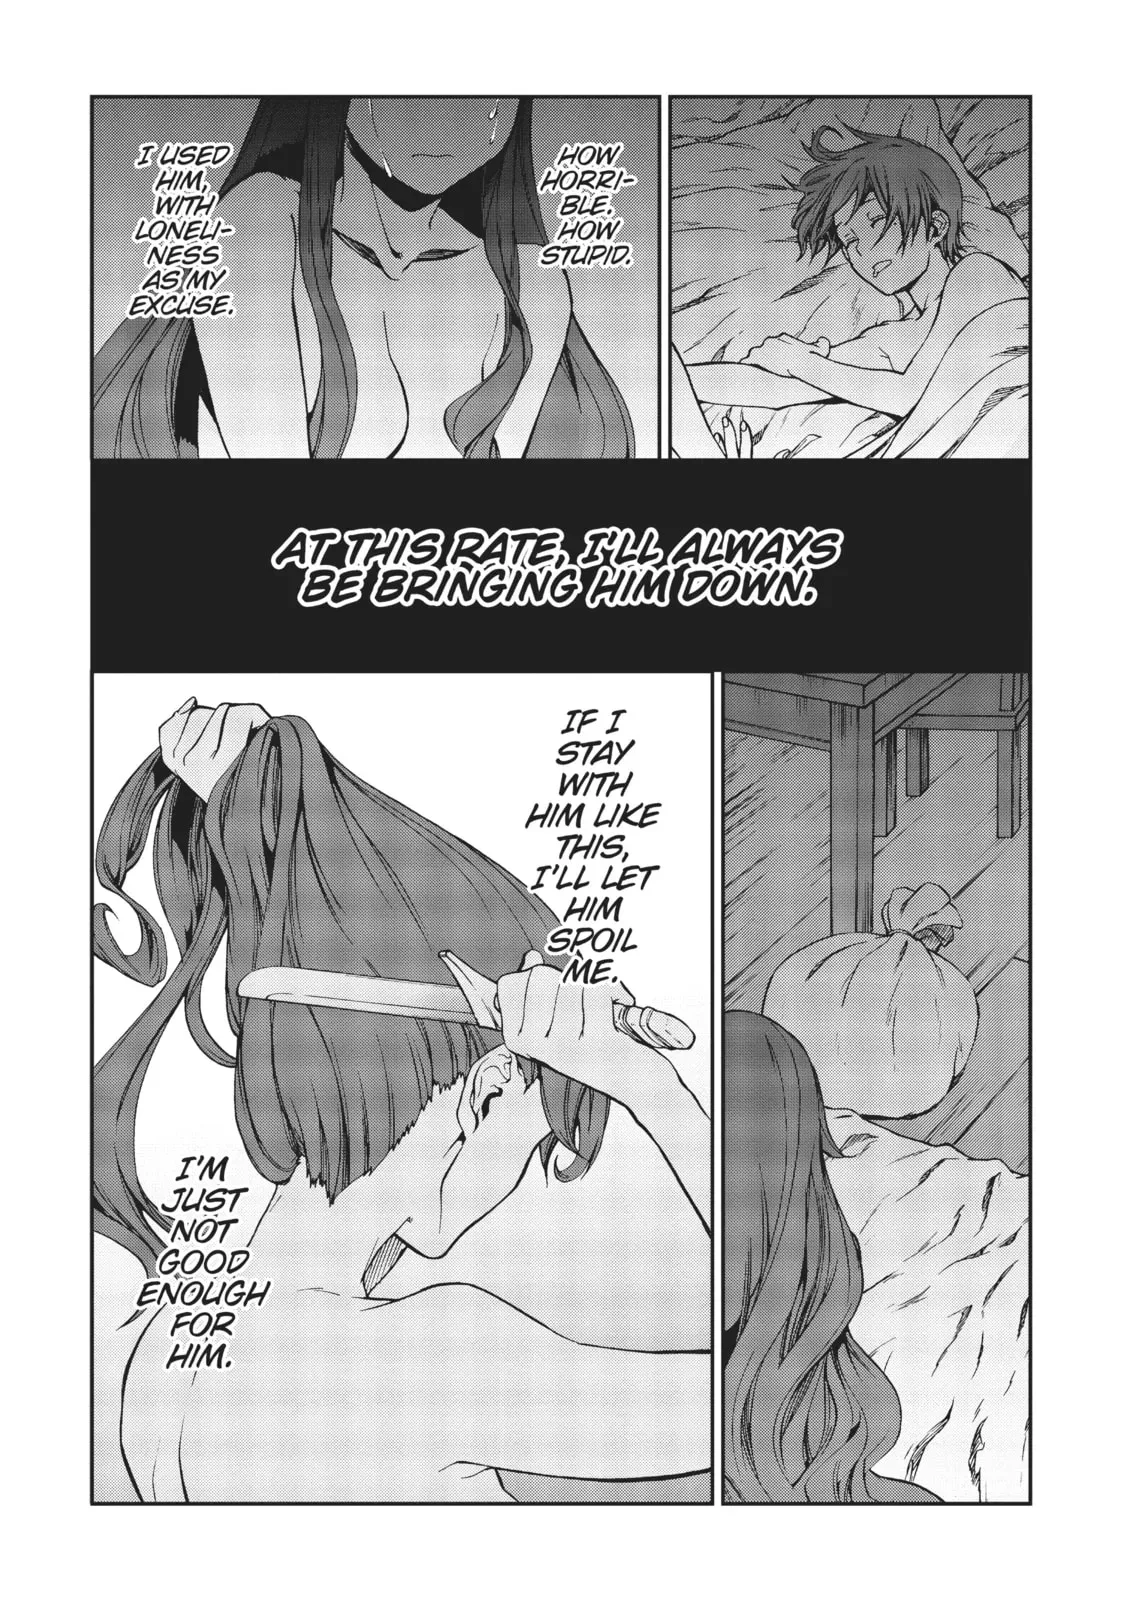 HOW
HORRI-
BLE.
HOW
STUPID.
I USED
HIM,
WITH
LONELI-
NESS
AS MY
EXCUSE.
AT THIS RATE, I'LL ALWAYS
BE BRINGING HIM DOWN.
IF I
STAY
WITH
HIM LIKE
THIS,
I'LL LET
HIM
SPOIL
ME.
I'M
JUST
NOT
GOOD
ENOUGH
FOR
HIM.